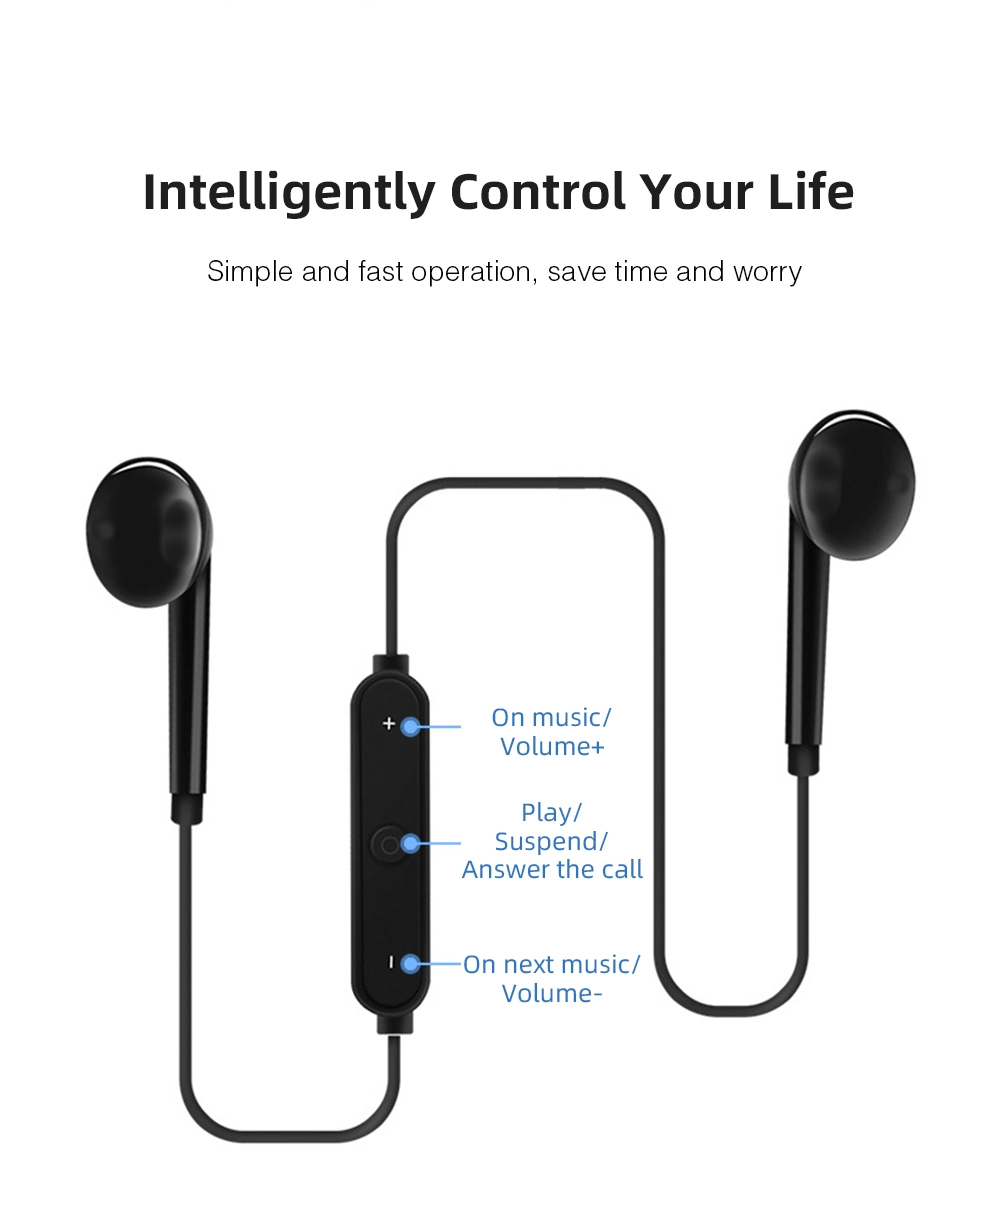 Intelligently Control Your Life
Simple and fast operation, save time and worry
+
On music/
Volume+
Play/
Suspend/
Answer the call
On next music/
Volume-